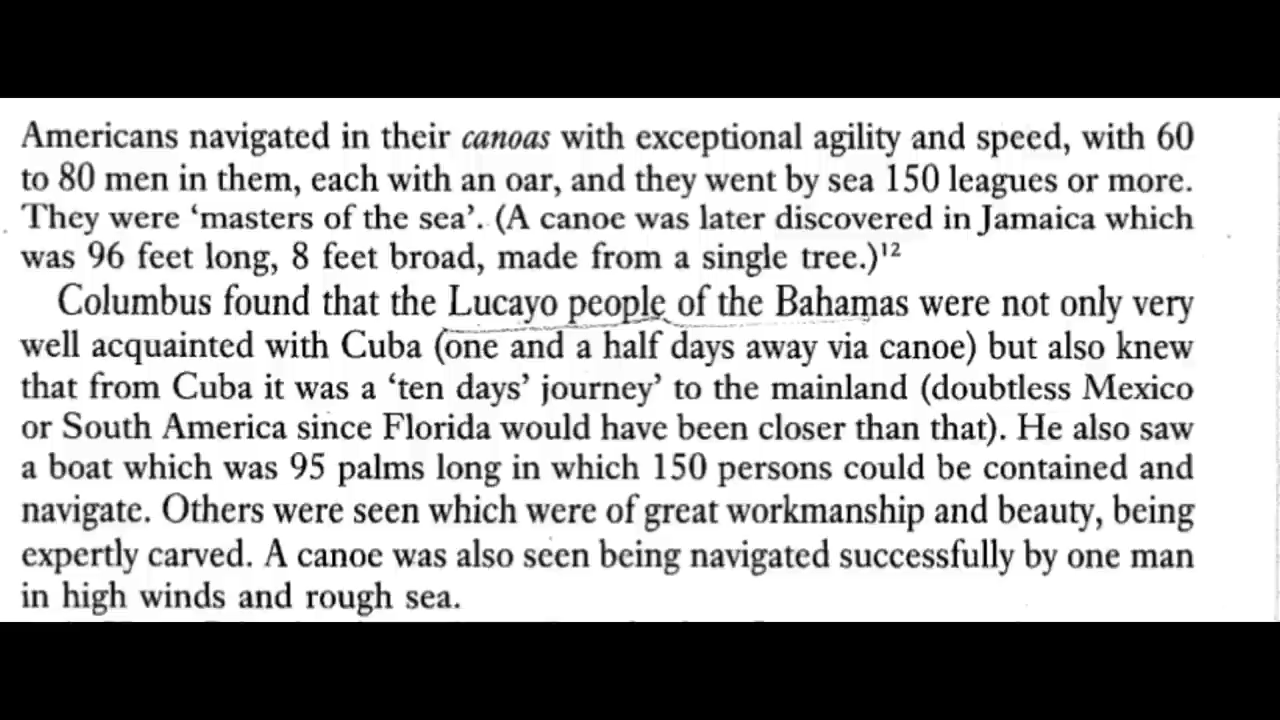 Americans navigated in their canoas with exceptional agility and speed, with 60
to 80 men in them, each with an oar, and they went by sea 150 leagues or more.
They were ‘masters of the sea’. (A canoe was later discovered in Jamaica which
was 96 feet long, 8 feet broad, made from a single tree.)¹²
Columbus found that the Lucayo people of the Bahamas were not only very
well acquainted with Cuba (one and a half days away via canoe) but also knew
that from Cuba it was a ‘ten days’ journey’ to the mainland (doubtless Mexico
or South America since Florida would have been closer than that). He also saw
a boat which was 95 palms long in which 150 persons could be contained and
navigate. Others were seen which were of great workmanship and beauty, being
expertly carved. A canoe was also seen being navigated successfully by one man
in high winds and rough sea.